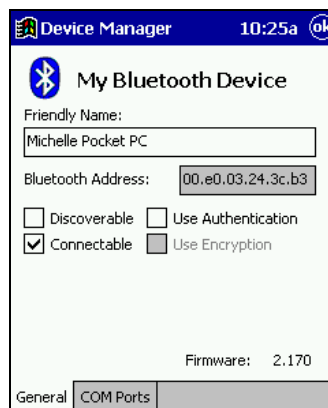 Device Manager 10:25a ok
My Bluetooth Device
Friendly Name:
Michelle Pocket PC
Bluetooth Address: 00.e0.03.24.3c.b3
Discoverable Use Authentication
Connectable Use Encryption
Firmware: 2.170
General COM Ports